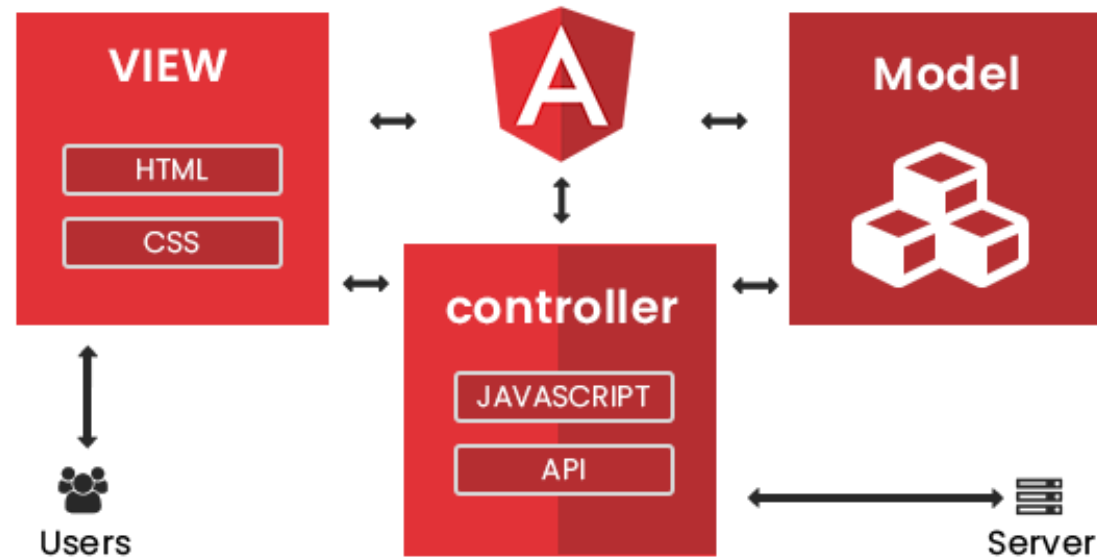 VIEW
HTML
CSS
A
Model
controller
JAVASCRIPT
API
Users
Server